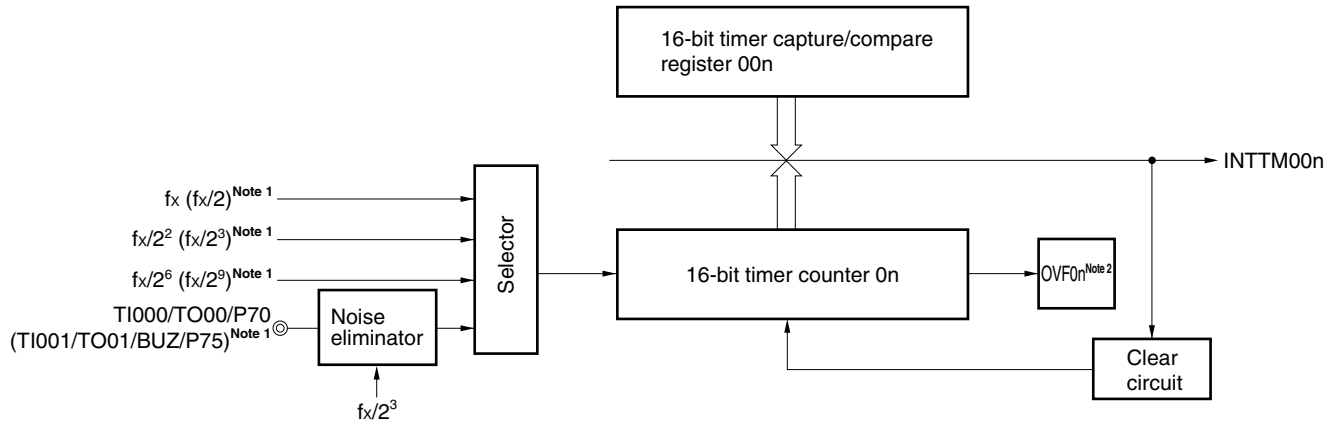 16-bit timer capture/compare
register 00n
INTTM00n
fx (fx/2)Note 1
fx/2² (fx/2³)Note 1
fx/2⁶ (fx/2⁹)Note 1
TI000/TO00/P70
(TI001/TO01/BUZ/P75)Note 1
Noise
eliminator
fx/2³
Selector
16-bit timer counter 0n
OVF0nNote 2
Clear
circuit